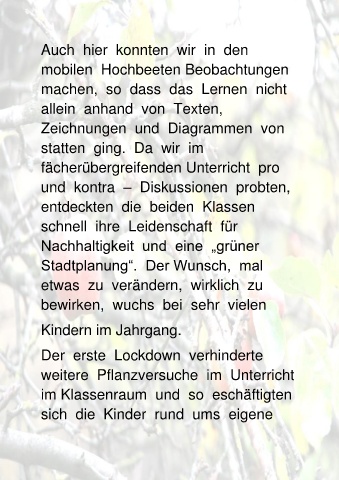 Auch hier konnten wir in den
mobilen Hochbeeten Beobachtungen
machen, so dass das Lernen nicht
allein anhand von Texten,
Zeichnungen und Diagrammen von
statten ging. Da wir im
fächerübergreifenden Unterricht pro
und kontra – Diskussionen probten,
entdeckten die beiden Klassen
schnell ihre Leidenschaft für
Nachhaltigkeit und eine „grüner
Stadtplanung“. Der Wunsch, mal
etwas zu verändern, wirklich zu
bewirken, wuchs bei sehr vielen
Kindern im Jahrgang.
Der erste Lockdown verhinderte
weitere Pflanzversuche im Unterricht
im Klassenraum und so eschäftigten
sich die Kinder rund ums eigene